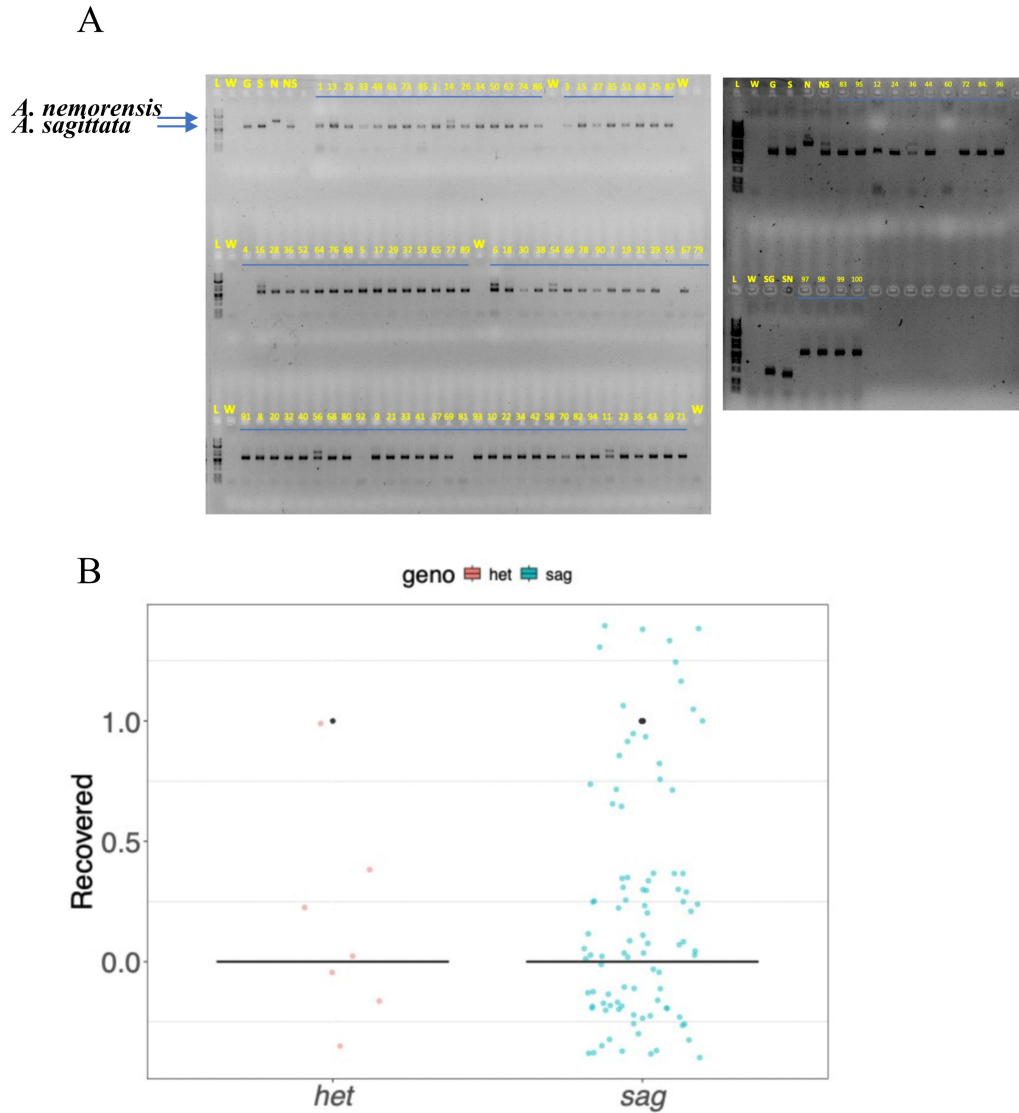 A
L W G S N NS 1 13 25 33 49 61 73 85 2 14 26 34 50 62 74 86 W 3 15 27 35 51 63 75 87 W
L W G S N NS 83 95 12 24 36 44 60 72 84 96
A. nemorensis
A. sagittata
L W 4 16 28 36 52 64 76 88 5 17 29 37 53 65 77 89 W 6 18 30 38 54 66 78 90 7 19 31 39 55 67 79
L W SG SN 97 98 99 100
L W 91 8 20 32 40 56 68 80 92 9 21 33 41 57 69 81 93 10 22 34 42 58 70 82 94 11 23 35 43 59 71 W
B
geno het sag
1.0
0.5
0.0
Recovered
het sag